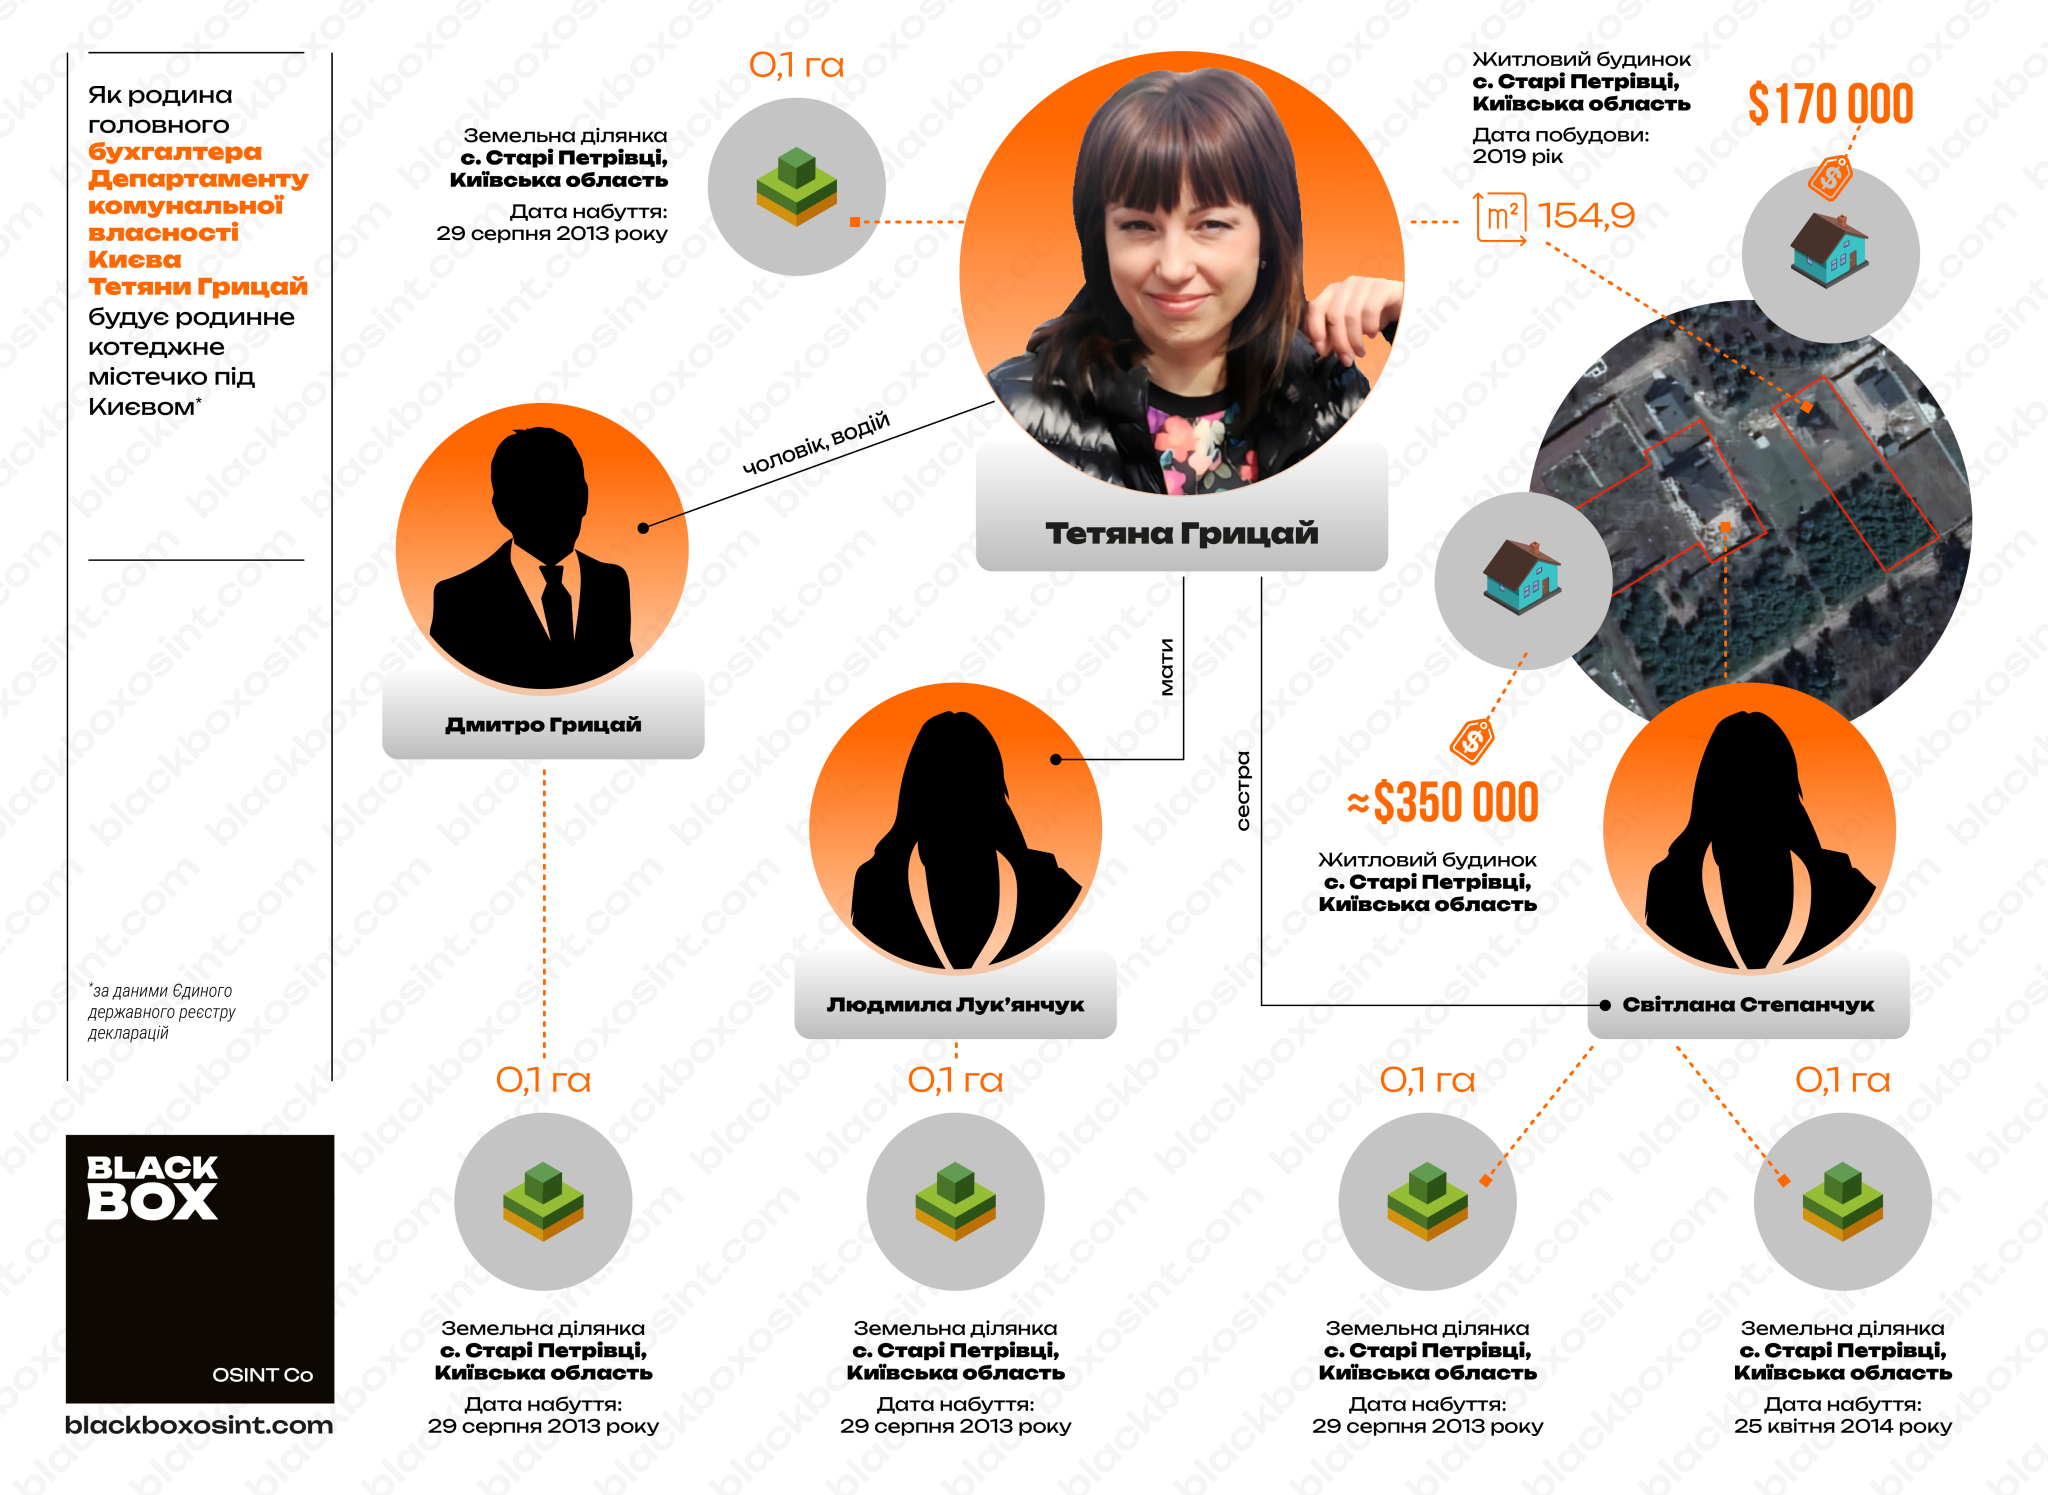 Як родина
головного
бухгалтера
Департаменту
комунальної
власності
Києва
Тетяни Грицай
будує родинне
котеджне
містечко під
Києвом*
*за даними Єдиного
державного реєстру
декларацій
BLACK
BOX
OSINT Co
blackboxosint.com
0,1 га
Земельна ділянка
с. Старі Петрівці,
Київська область
Дата набуття:
29 серпня 2013 року
Житловий будинок
с. Старі Петрівці,
Київська область
Дата побудови:
2019 рік
m² 154,9
$170 000
Тетяна Грицай
чоловік, водій
Дмитро Грицай
мати
Людмила Лук’янчук
сестра
≈$350 000
Житловий будинок
с. Старі Петрівці,
Київська область
Світлана Степанчук
0,1 га
Земельна ділянка
с. Старі Петрівці,
Київська область
Дата набуття:
29 серпня 2013 року
0,1 га
Земельна ділянка
с. Старі Петрівці,
Київська область
Дата набуття:
29 серпня 2013 року
0,1 га
Земельна ділянка
с. Старі Петрівці,
Київська область
Дата набуття:
29 серпня 2013 року
0,1 га
Земельна ділянка
с. Старі Петрівці,
Київська область
Дата набуття:
25 квітня 2014 року